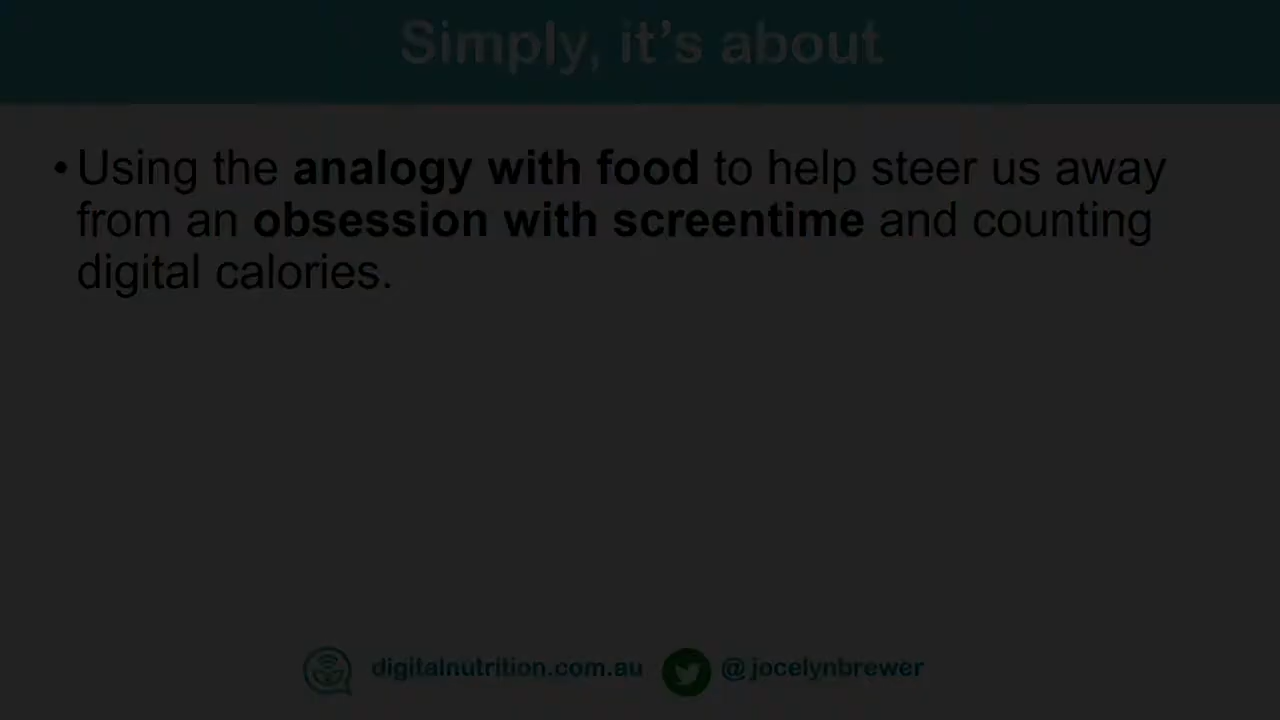 Simply, it’s about
•Using the analogy with food to help steer us away
from an obsession with screentime and counting
digital calories.
digitalnutrition.com.au @jocelynbrewer